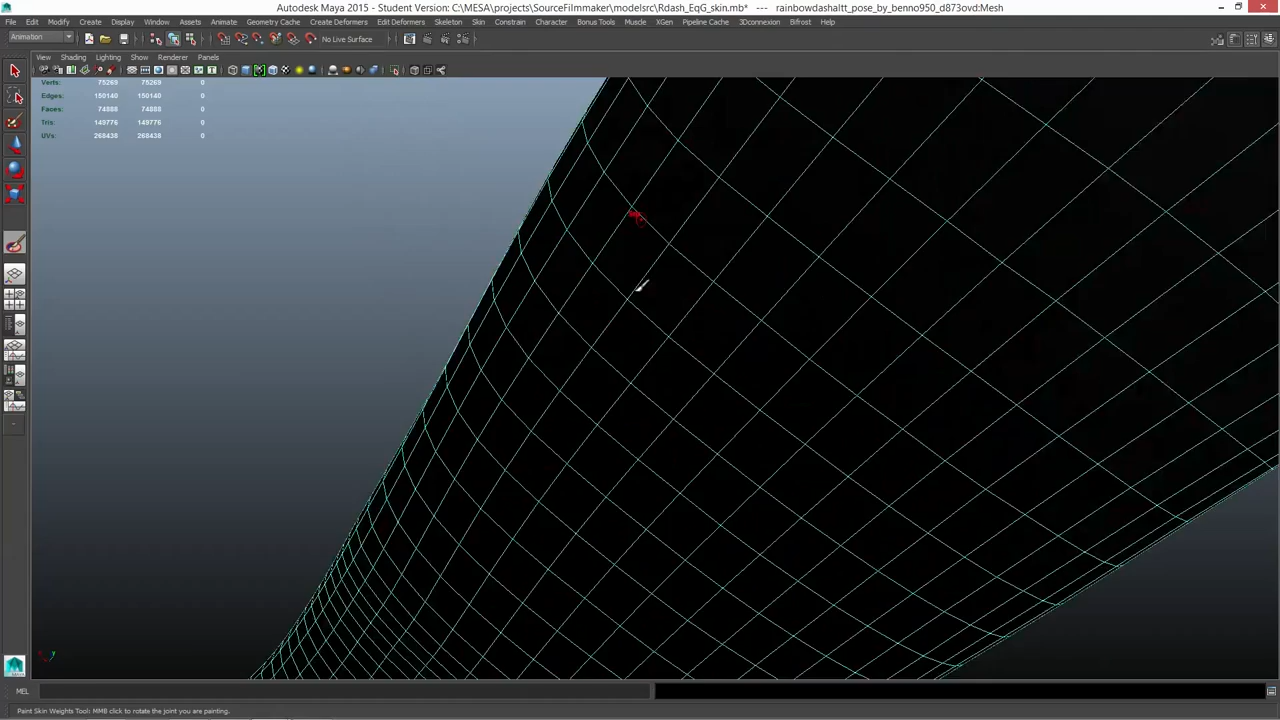 Autodesk Maya 2015 - Student Version: C:\MESA\projects\SourceFilmmaker\modelsrc\Rdash_EqG_skin.mb* --- rainbowdashaltt_pose_by_benno950_d873ovd:Mesh
File Edit Modify Create Display Window Assets Animate Geometry Cache Create Deformers Edit Deformers Skeleton Skin Constraint Character Bonus Tools Muscle XGen Pipeline Cache 3Dconnexion Bifrost Help
Animation No Live Surface
View Shading Lighting Show Renderer Panels
Verts: 75269 75269 0
Edges: 150140 150140 0
Faces: 74888 74888 0
Tris: 149776 149776 0
UVs: 268438 268438 0
y
MEL
Paint Skin Weights Tool: MMB click to rotate the joint you are painting.